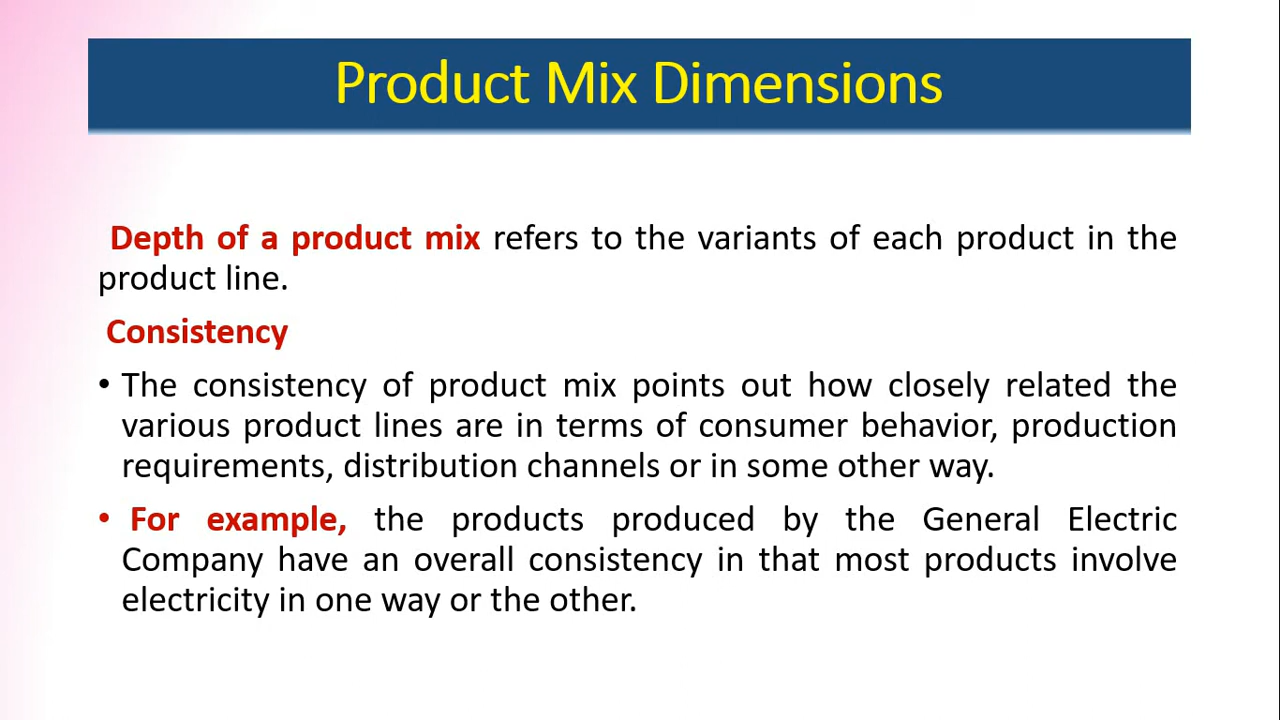 Product Mix Dimensions
Depth of a product mix refers to the variants of each product in the
product line.
Consistency
• The consistency of product mix points out how closely related the
various product lines are in terms of consumer behavior, production
requirements, distribution channels or in some other way.
• For example, the products produced by the General Electric
Company have an overall consistency in that most products involve
electricity in one way or the other.